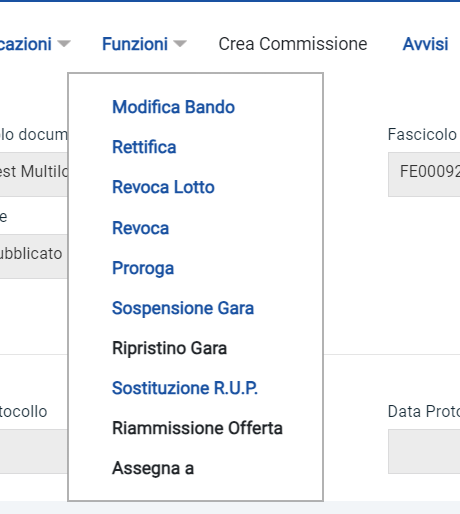 cazioni Funzioni Crea Commissione Avvisi
Modifica Bando
olo docum Rettifica Fascicolo
est Multilo Revoca Lotto FE00092
e Revoca
ubblicato Proroga
Sospensione Gara
Ripristino Gara
Sostituzione R.U.P.
tocollo Riammissione Offerta Data Proto
Assegna a